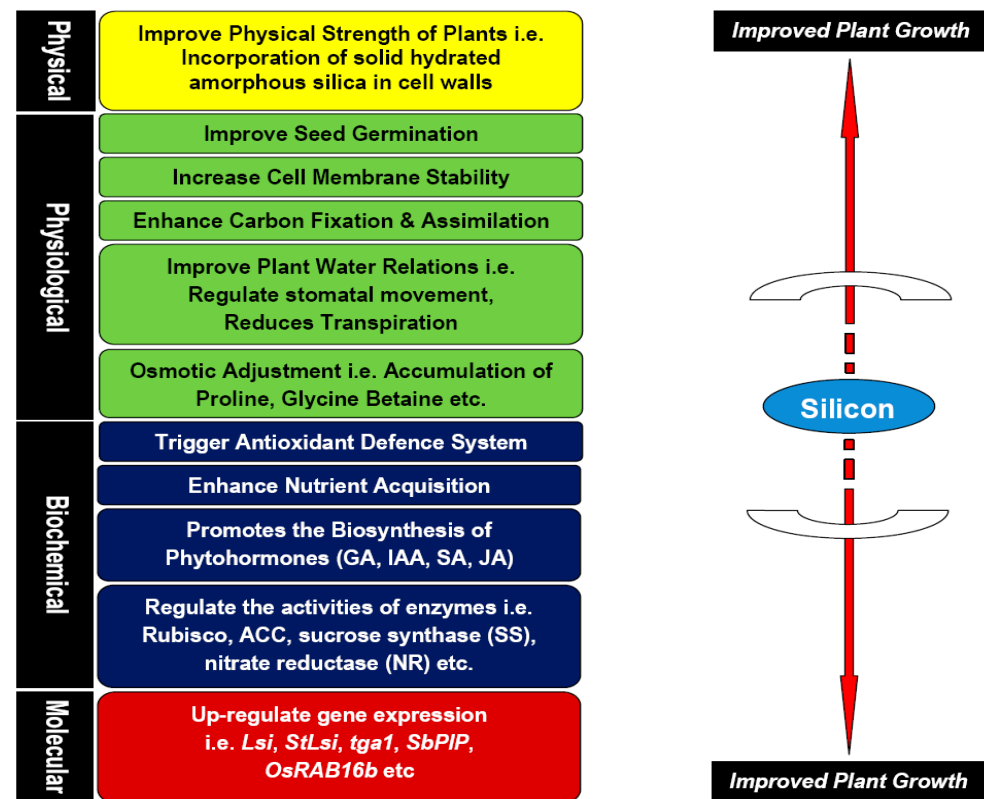 Physical
Improve Physical Strength of Plants i.e.
Incorporation of solid hydrated
amorphous silica in cell walls
Physiological
Improve Seed Germination
Increase Cell Membrane Stability
Enhance Carbon Fixation & Assimilation
Improve Plant Water Relations i.e.
Regulate stomatal movement,
Reduces Transpiration
Osmotic Adjustment i.e. Accumulation of
Proline, Glycine Betaine etc.
Biochemical
Trigger Antioxidant Defence System
Enhance Nutrient Acquisition
Promotes the Biosynthesis of
Phytohormones (GA, IAA, SA, JA)
Regulate the activities of enzymes i.e.
Rubisco, ACC, sucrose synthase (SS),
nitrate reductase (NR) etc.
Molecular
Up-regulate gene expression
i.e. Lsi, StLsi, tga1, SbPIP,
OsRAB16b etc
Improved Plant Growth
Silicon
Improved Plant Growth